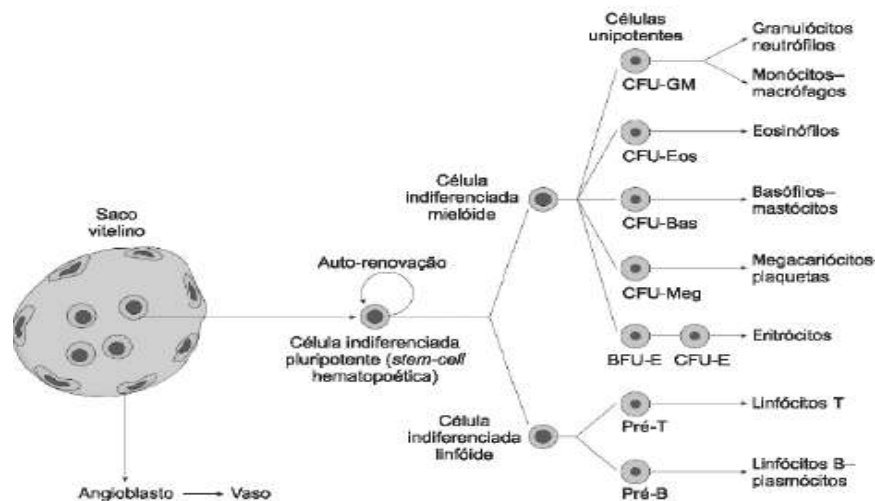 Saco
vitelino
Angioblasto
Vaso
Auto-renovação
Célula indiferenciada
pluripotente (stem-cell
hematopoética)
Célula
indiferenciada
mielóide
Célula
indiferenciada
linfóide
Células
unipotentes
CFU-GM
Granulócitos
neutrófilos
Monócitos–
macrófagos
CFU-Eos
Eosinófilos
CFU-Bas
Basófilos–
mastócitos
CFU-Meg
Megacariócitos-
plaquetas
BFU-E CFU-E
Eritrócitos
Pré-T
Linfócitos T
Pré-B
Linfócitos B–
plasmócitos